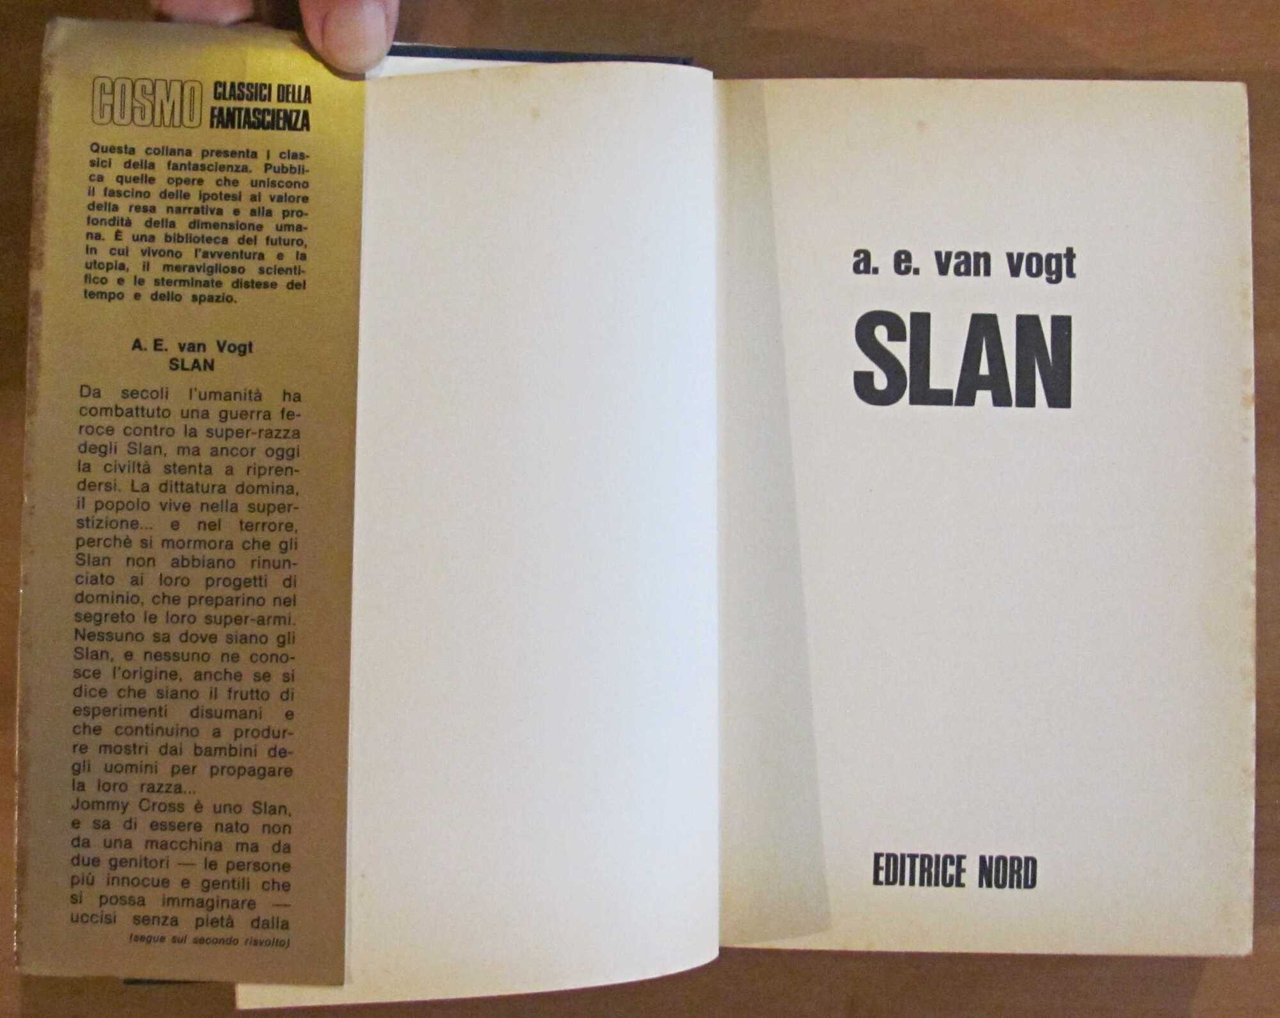 COSMO CLASSICI DELLA
FANTASCIENZA
Questa collana presenta i clas-
sici della fantascienza. Pubbli-
ca quelle opere che uniscono
il fascino delle ipotesi al valore
della resa narrativa e alla pro-
fondità della dimensione uma-
na. È una biblioteca del futuro,
in cui vivono l'avventura e la
utopia, il meraviglioso scienti-
fico e le sterminate distese del
tempo e dello spazio.
A. E. van Vogt
SLAN
Da secoli l'umanità ha
combattuto una guerra fe-
roce contro la super-razza
degli Slan, ma ancor oggi
la civiltà stenta a ripren-
dersi. La dittatura domina,
il popolo vive nella super-
stizione... e nel terrore,
perchè si mormora che gli
Slan non abbiano rinun-
ciato ai loro progetti di
dominio, che preparino nel
segreto le loro super-armi.
Nessuno sa dove siano gli
Slan, e nessuno ne cono-
sce l'origine, anche se si
dice che siano il frutto di
esperimenti disumani e
che continuino a produr-
re mostri dai bambini de-
gli uomini per propagare
la loro razza...
Jommy Cross è uno Slan,
e sa di essere nato non
da una macchina ma da
due genitori — le persone
più innocue e gentili che
si possa immaginare —
uccisi senza pietà dalla
(segue sul secondo risvolto)
a. e. van vogt
SLAN
EDITRICE NORD